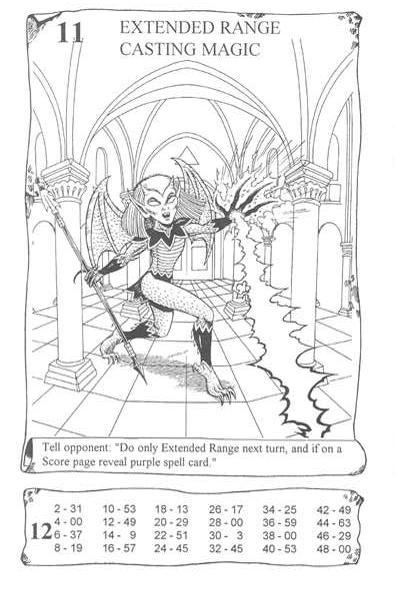 11
EXTENDED RANGE
CASTING MAGIC
Tell opponent: "Do only Extended Range next turn, and if on a
Score page reveal purple spell card."
12
2 - 31 10 - 53 18 - 13 26 - 17 34 - 25 42 - 49
4 - 00 12 - 49 20 - 29 28 - 00 36 - 59 44 - 63
6 - 37 14 - 9 22 - 51 30 - 3 38 - 00 46 - 29
8 - 19 16 - 57 24 - 45 32 - 45 40 - 53 48 - 00